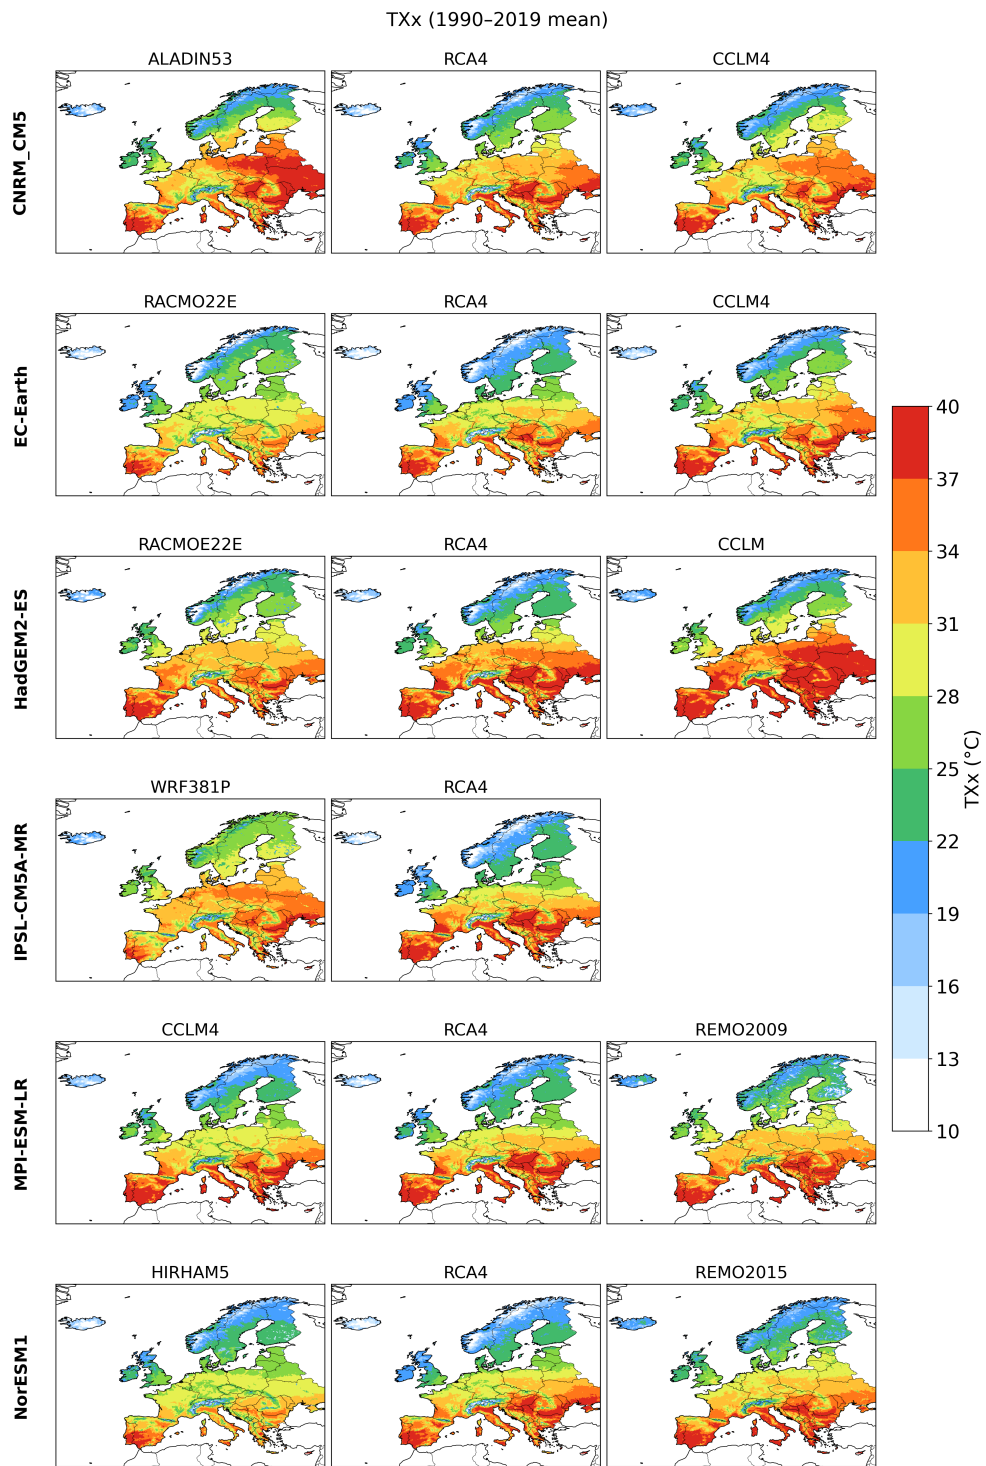 TXx (1990–2019 mean)
ALADIN53 RCA4 CCLM4
CNRM_CM5
RACMO22E RCA4 CCLM4
EC-Earth
RACMOE22E RCA4 CCLM
HadGEM2-ES
WRF381P RCA4
IPSL-CM5A-MR
CCLM4 RCA4 REMO2009
MPI-ESM-LR
HIRHAM5 RCA4 REMO2015
NorESM1
40
37
34
31
28
25
22
19
16
13
10
TXx (°C)